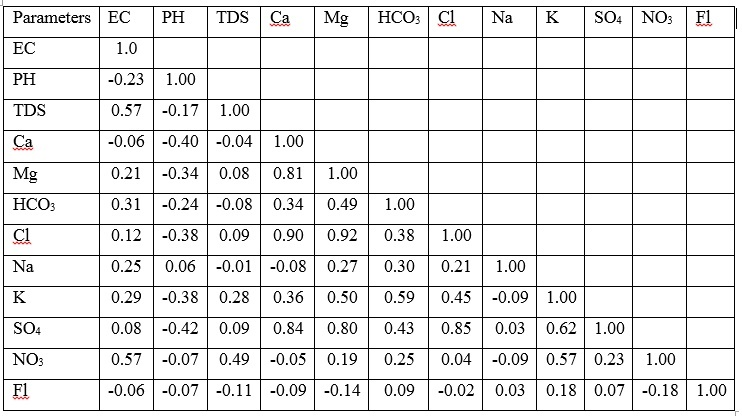 Parameters EC PH TDS Ca Mg HCO₃ Cl Na K SO₄ NO₃ Fl
EC 1.0
PH -0.23 1.00
TDS 0.57 -0.17 1.00
Ca -0.06 -0.40 -0.04 1.00
Mg 0.21 -0.34 0.08 0.81 1.00
HCO₃ 0.31 -0.24 -0.08 0.34 0.49 1.00
Cl 0.12 -0.38 0.09 0.90 0.92 0.38 1.00
Na 0.25 0.06 -0.01 -0.08 0.27 0.30 0.21 1.00
K 0.29 -0.38 0.28 0.36 0.50 0.59 0.45 -0.09 1.00
SO₄ 0.08 -0.42 0.09 0.84 0.80 0.43 0.85 0.03 0.62 1.00
NO₃ 0.57 -0.07 0.49 -0.05 0.19 0.25 0.04 -0.09 0.57 0.23 1.00
Fl -0.06 -0.07 -0.11 -0.09 -0.14 0.09 -0.02 0.03 0.18 0.07 -0.18 1.00